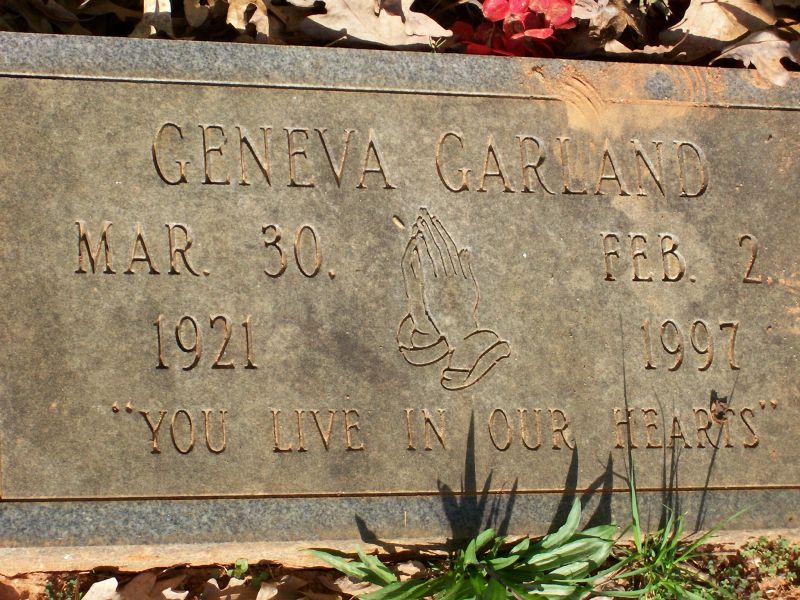 GENEVA GARLAND
MAR. 30. FEB. 2
1921 1997
"YOU LIVE IN OUR HEARTS"